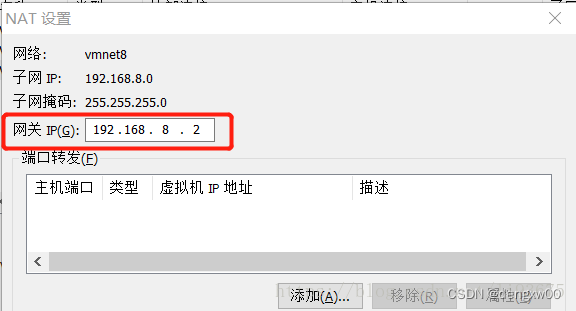 NAT 设置
网络: vmnet8
子网 IP: 192.168.8.0
子网掩码: 255.255.255.0
网关 IP(G): 192.168. 8 . 2
端口转发(F)
主机端口 类型 虚拟机 IP 地址 描述
添加(A)... 移除(R) 属性(E)
CSDN @deng.xw00